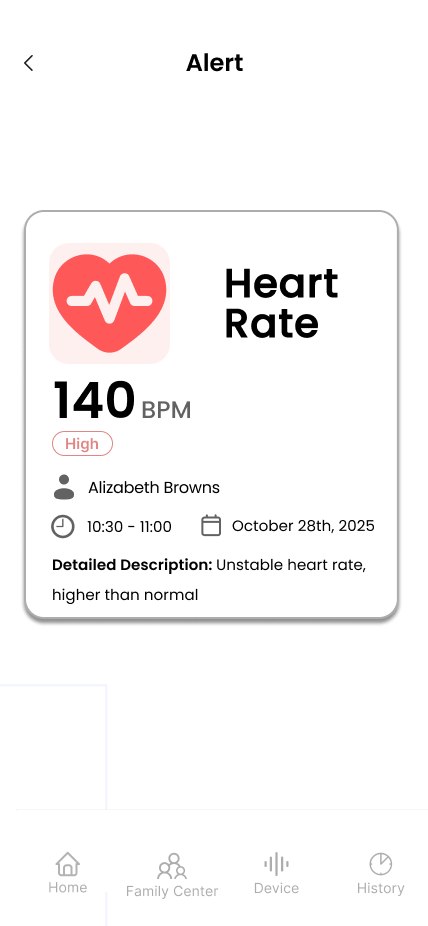 Alert
Heart
Rate
140 BPM
High
Alizabeth Browns
10:30 - 11:00 October 28th, 2025
Detailed Description: Unstable heart rate,
higher than normal
Home Family Center Device History